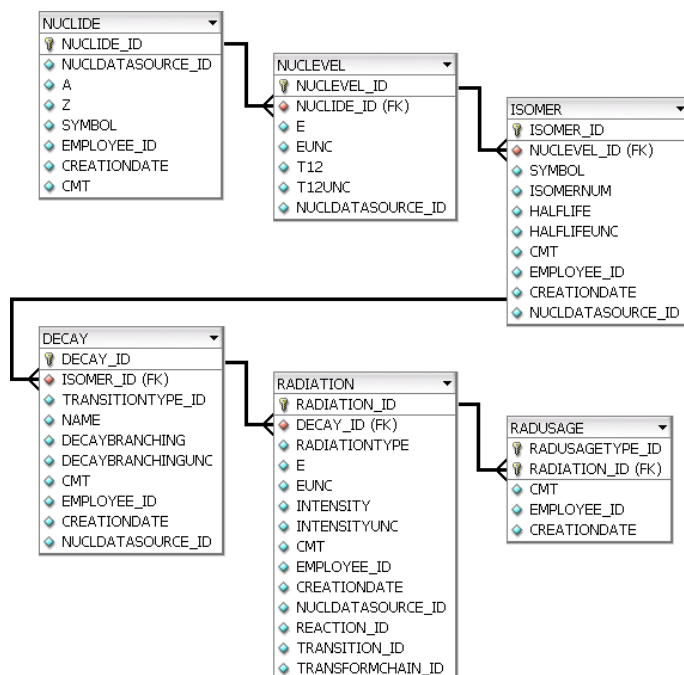 NUCLIDE
NUCLIDE_ID
NUCLDATASOURCE_ID
A
Z
SYMBOL
EMPLOYEE_ID
CREATIONDATE
CMT
NUCLEVEL
NUCLEVEL_ID
NUCLIDE_ID (FK)
E
EUNC
T12
T12UNC
NUCLDATASOURCE_ID
ISOMER
ISOMER_ID
NUCLEVEL_ID (FK)
SYMBOL
ISOMERNUM
HALFLIFE
HALFLIFEUNC
CMT
EMPLOYEE_ID
CREATIONDATE
NUCLDATASOURCE_ID
DECAY
DECAY_ID
ISOMER_ID (FK)
TRANSITIONTYPE_ID
NAME
DECAYBRANCHING
DECAYBRANCHINGUNC
CMT
EMPLOYEE_ID
CREATIONDATE
NUCLDATASOURCE_ID
RADIATION
RADIATION_ID
DECAY_ID (FK)
RADIATIONTYPE
E
EUNC
INTENSITY
INTENSITYUNC
CMT
EMPLOYEE_ID
CREATIONDATE
NUCLDATASOURCE_ID
REACTION_ID
TRANSITION_ID
TRANSFORMCHAIN_ID
RADUSAGE
RADUSAGETYPE_ID
RADIATION_ID (FK)
CMT
EMPLOYEE_ID
CREATIONDATE